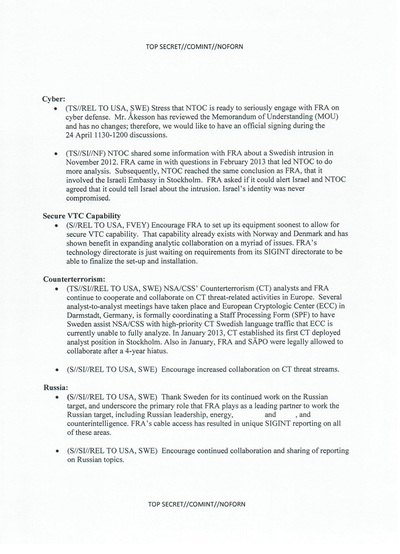 TOP SECRET//COMINT//NOFORN
Cyber:
• (TS//REL TO USA, SWE) Stress that NTOC is ready to seriously engage with FRA on
cyber defense. Mr. Åkesson has reviewed the Memorandum of Understanding (MOU)
and has no changes; therefore, we would like to have an official signing during the
24 April 1130-1200 discussions.
• (TS//SI//NF) NTOC shared some information with FRA about a Swedish intrusion in
November 2012. FRA came in with questions in February 2013 that led NTOC to do
more analysis. Subsequently, NTOC reached the same conclusion as FRA, that it
involved the Israeli Embassy in Stockholm. FRA asked if it could alert Israel and NTOC
agreed that it could tell Israel about the intrusion. Israel's identity was never
compromised.
Secure VTC Capability
• (S//REL TO USA, FVEY) Encourage FRA to set up its equipment soonest to allow for
secure VTC capability. That capability already exists with Norway and Denmark and has
shown benefit in expanding analytic collaboration on a myriad of issues. FRA's
technology directorate is just waiting on requirements from its SIGINT directorate to be
able to finalize the set-up and installation.
Counterterrorism:
• (TS//SI//REL TO USA, SWE) NSA/CSS' Counterterrorism (CT) analysts and FRA
continue to cooperate and collaborate on CT threat-related activities in Europe. Several
analyst-to-analyst meetings have taken place and European Cryptologic Center (ECC) in
Darmstadt, Germany, is formally coordinating a Staff Processing Form (SPF) to have
Sweden assist NSA/CSS with high-priority CT Swedish language traffic that ECC is
currently unable to fully analyze. In January 2013, CT established its first CT deployed
analyst position in Stockholm. Also in January, FRA and SÄPO were legally allowed to
collaborate after a 4-year hiatus.
• (S//SI//REL TO USA, SWE) Encourage increased collaboration on CT threat streams.
Russia:
• (S//SI//REL TO USA, SWE) Thank Sweden for its continued work on the Russian
target, and underscore the primary role that FRA plays as a leading partner to work the
Russian target, including Russian leadership, energy, and , and
counterintelligence. FRA's cable access has resulted in unique SIGINT reporting on all
of these areas.
• (S//SI//REL TO USA, SWE) Encourage continued collaboration and sharing of reporting
on Russian topics.
TOP SECRET//COMINT//NOFORN